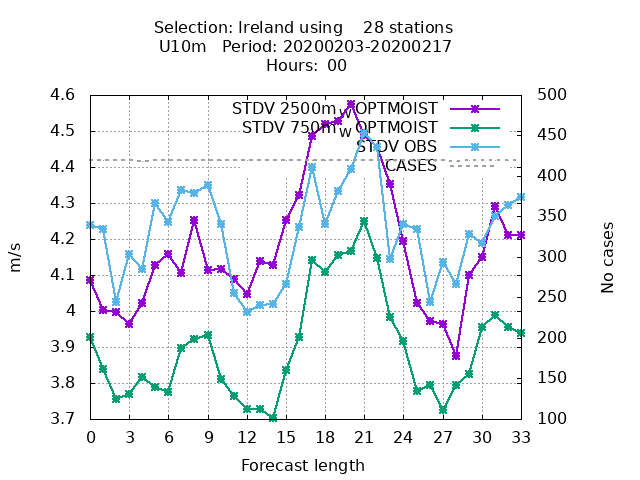 Selection: Ireland using    28 stations
U10m   Period: 20200203-20200217
Hours:  00
STDV 2500m_WOPTMOIST
STDV 750m_WOPTMOIST
STDV OBS
CASES
4.6
4.5
4.4
4.3
4.2
4.1
4
3.9
3.8
3.7
m/s
500
450
400
350
300
250
200
150
100
No cases
0 3 6 9 12 15 18 21 24 27 30 33
Forecast length